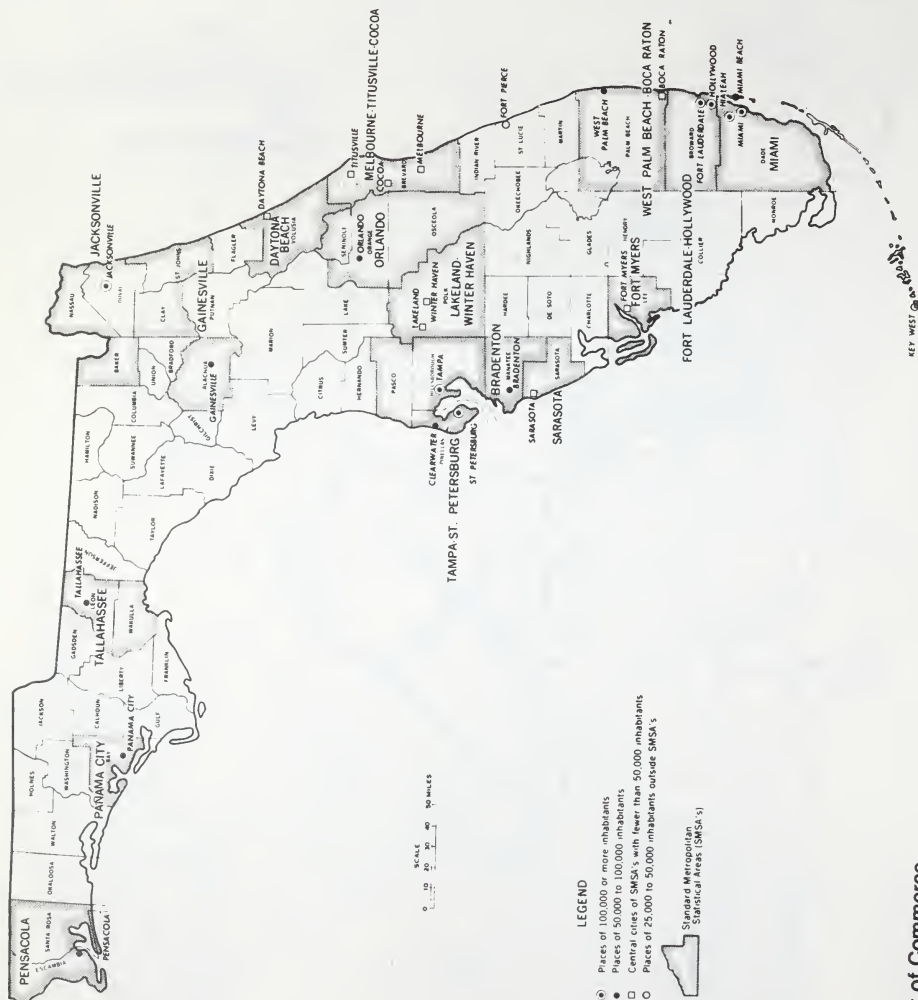 PENSACOLA
SANTA ROSA
ESCAMBIA
PENSACOLA
OKALOOSA
WALTON
HOLMES
WASHINGTON
JACKSON
PANAMA CITY
BAY
PANAMA CITY
CALHOUN
GULF
LIBERTY
FRANKLIN
GADSDEN
TALLAHASSEE
LEON
TALLAHASSEE
WAKULLA
JEFFERSON
MADISON
TAYLOR
HAMILTON
SUWANNEE
LAFAYETTE
DIXIE
COLUMBIA
GILCHRIST
BAKER
UNION
BRADFORD
ALACHUA
GAINESVILLE
GAINESVILLE
LEVY
NASSAU
DUVAL
JACKSONVILLE
JACKSONVILLE
CLAY
ST JOHNS
PUTNAM
FLAGLER
MARION
DAYTONA BEACH
DAYTONA
BEACH
VOLUSIA
CITRUS
SUMTER
LAKE
HERNANDO
PASCO
SEMINOLE
ORLANDO
ORANGE
ORLANDO
OSCEOLA
TITUSVILLE
MELBOURNE-TITUSVILLE-COCOA
COCOA
BREVARD
MELBOURNE
CLEARWATER
PINELLAS
HILLSBOROUGH
TAMPA
ST PETERSBURG
TAMPA-ST. PETERSBURG
LAKELAND
WINTER HAVEN
POLK
LAKELAND-
WINTER HAVEN
INDIAN RIVER
FORT PIERCE
ST LUCIE
OKEECHOBEE
MARTIN
HARDEE
HIGHLANDS
DE SOTO
GLADES
CHARLOTTE
BRADENTON
MANATEE
BRADENTON
SARASOTA
SARASOTA
SARASOTA
FORT MYERS
FORT MYERS
LEE
HENDRY
WEST
PALM BEACH
PALM BEACH
WEST PALM BEACH-BOCA RATON
BOCA RATON
BROWARD
FORT LAUDERDALE
HOLLYWOOD
FORT LAUDERDALE-HOLLYWOOD
COLLIER
HIALEAH
MIAMI BEACH
MIAMI
DADE
MIAMI
MONROE
KEY WEST
SCALE
0 10 20 30 40 50 MILES
LEGEND
Places of 100,000 or more inhabitants
Places of 50,000 to 100,000 inhabitants
Central cities of SMSA's with fewer than 50,000 inhabitants
Places of 25,000 to 50,000 inhabitants outside SMSA's
Standard Metropolitan
Statistical Areas (SMSA's)
of Commerce